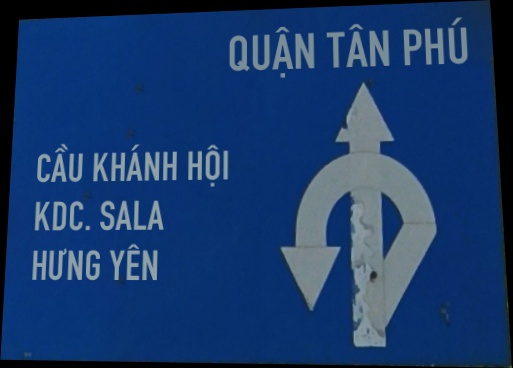 QUẬN TÂN PHÚ
CẦU KHÁNH HỘI
KDC. SALA
HƯNG YÊN